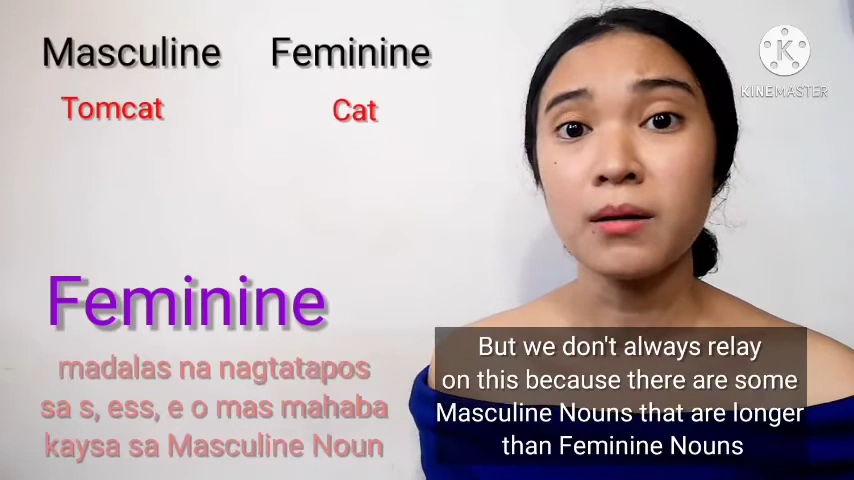 Masculine Feminine
Tomcat Cat
KINEMASTER
Feminine
madalas na nagtatapos
sa s, ess, e o mas mahaba
kaysa sa Masculine Noun
But we don't always relay
on this because there are some
Masculine Nouns that are longer
than Feminine Nouns